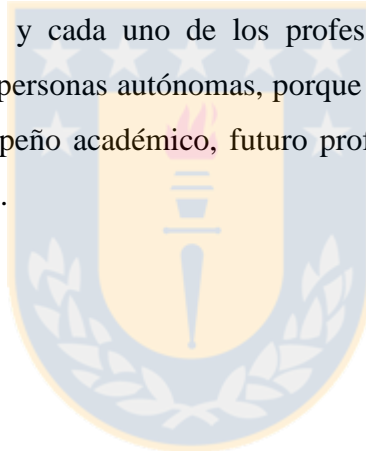 y cada uno de los profes
personas autónomas, porque
peño académico, futuro prof
.